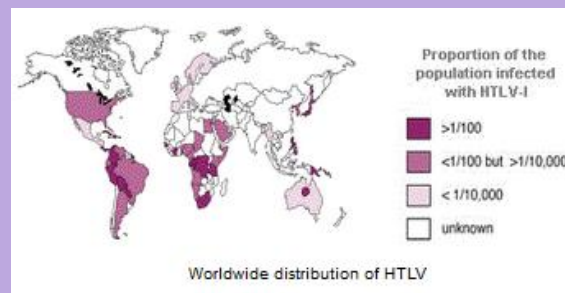 Proportion of the
population infected
with HTLV-I
>1/100
<1/100 but >1/10,000
< 1/10,000
unknown
Worldwide distribution of HTLV